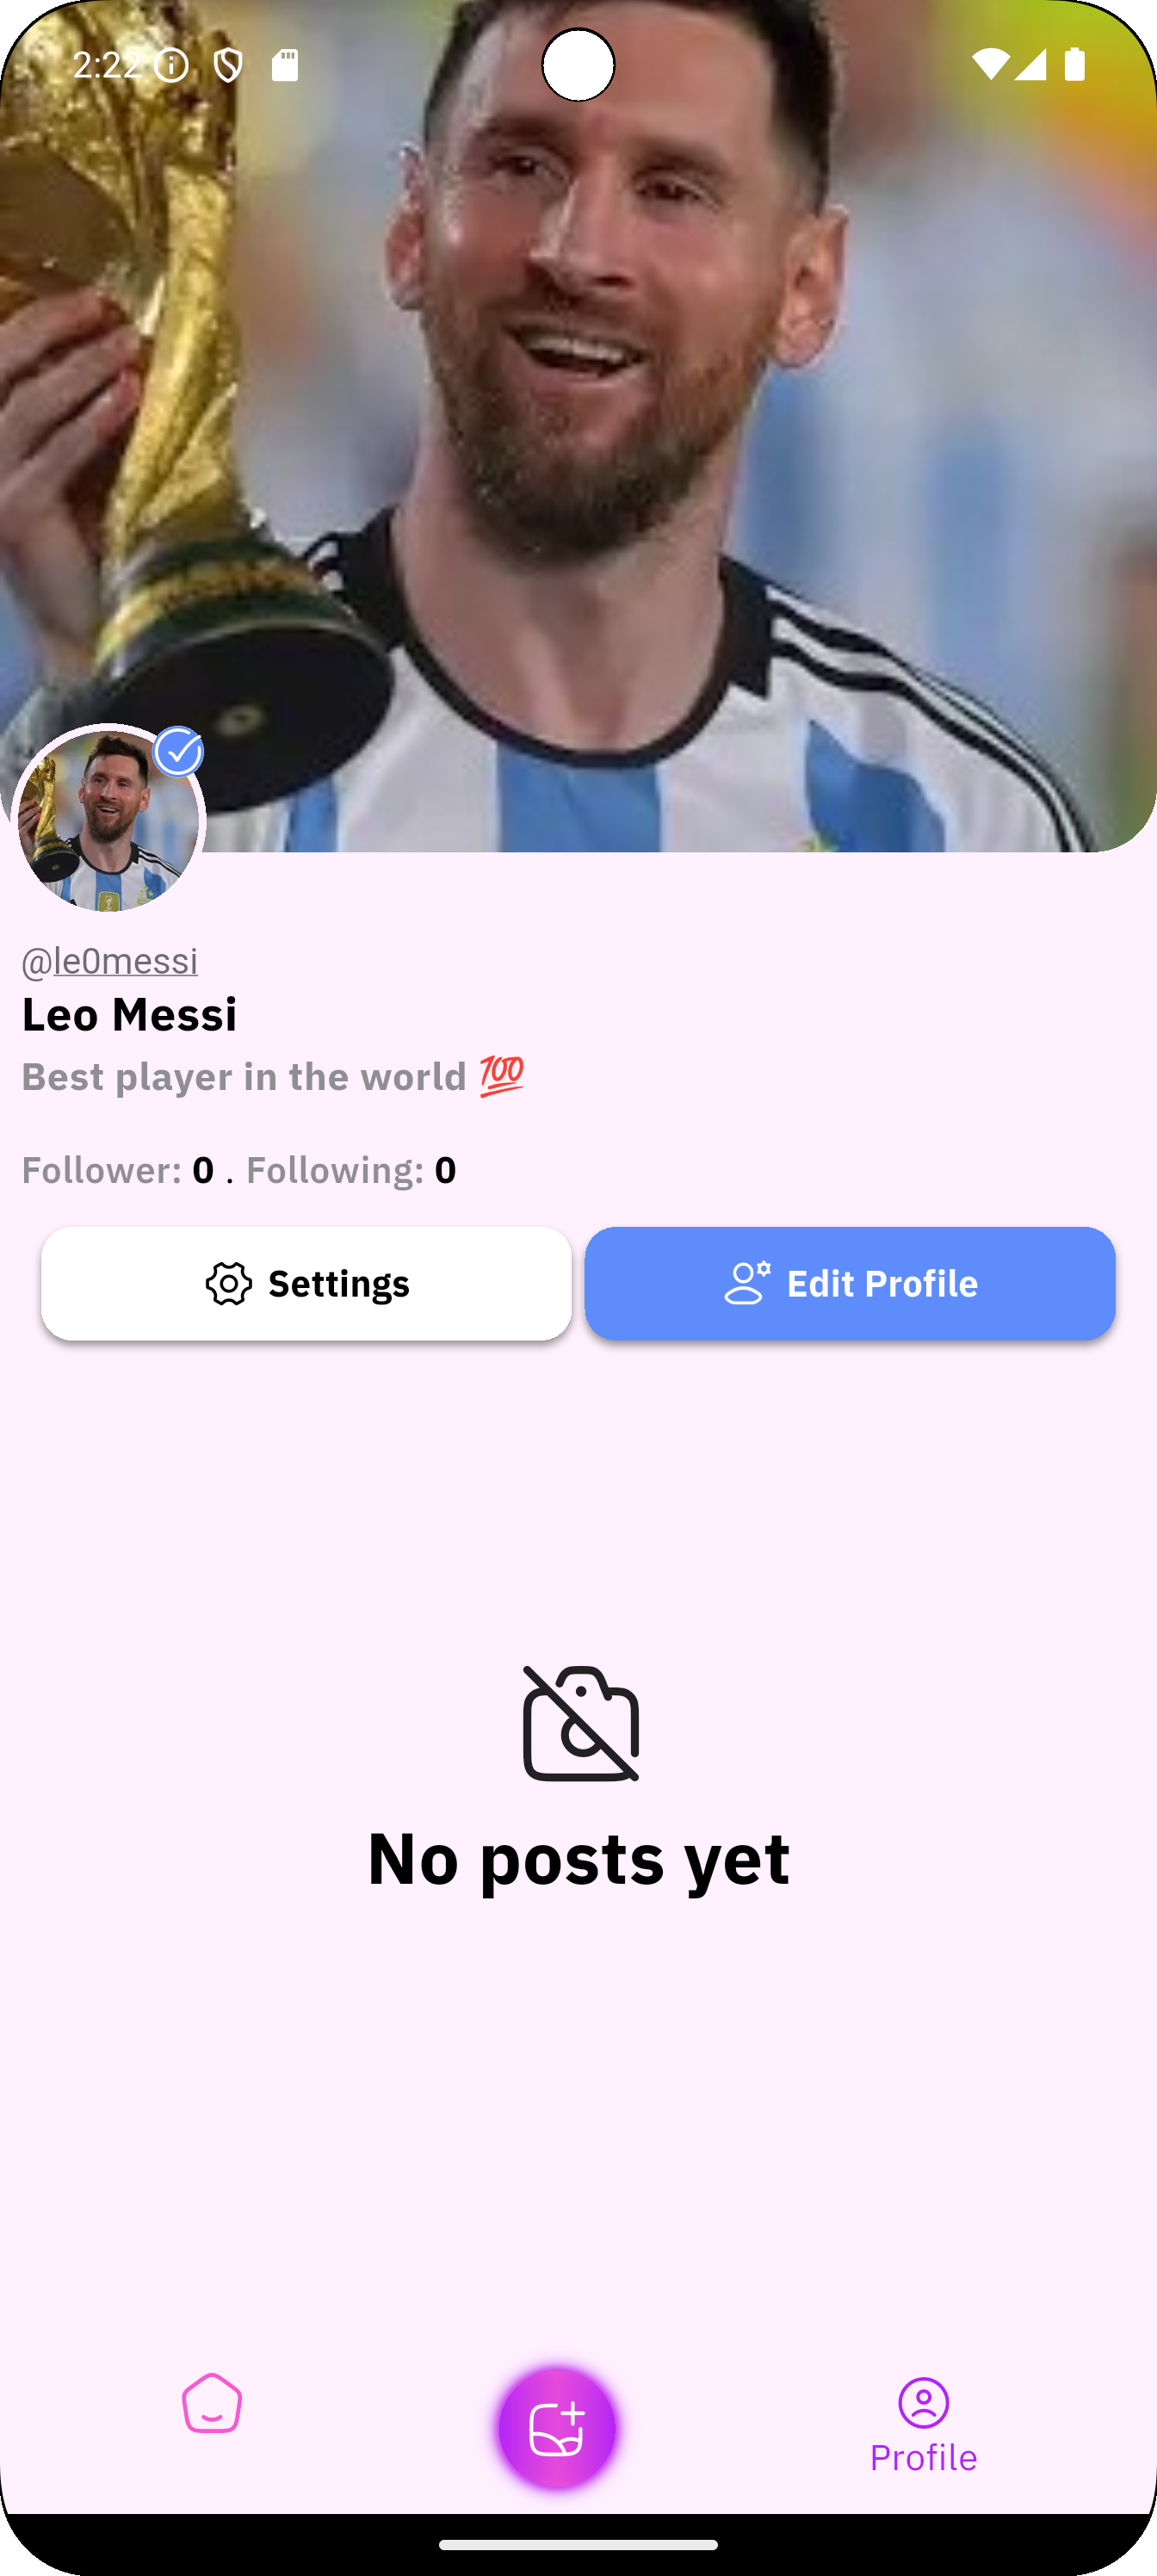 2:22
@le0messi
Leo Messi
Best player in the world 💯
Follower: 0 . Following: 0
Settings
Edit Profile
No posts yet
Profile